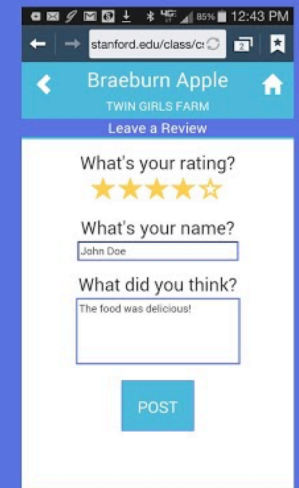 4G 85% 12:43 PM
stanford.edu/class/c
2
Braeburn Apple
TWIN GIRLS FARM
Leave a Review
What's your rating?
What's your name?
John Doe
What did you think?
The food was delicious!
POST